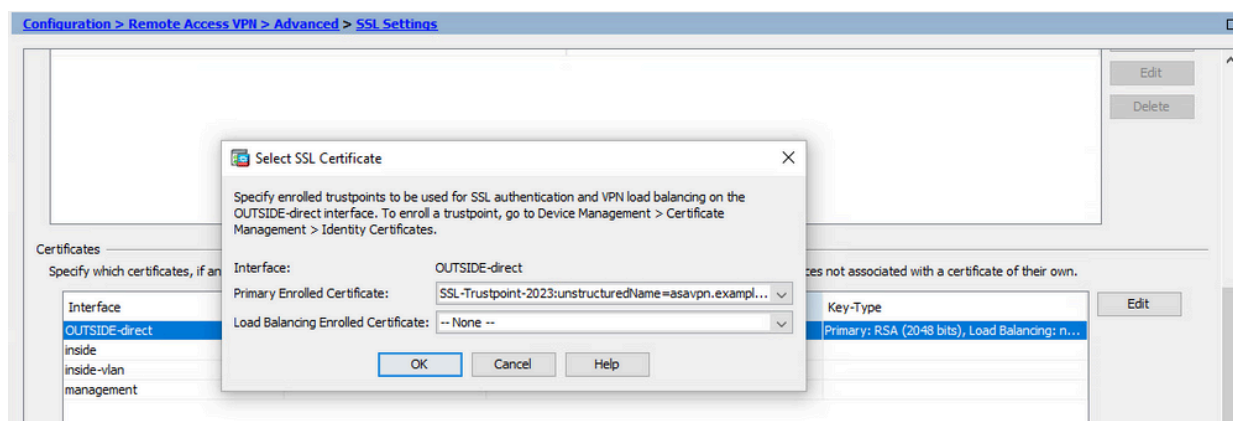 Configuration > Remote Access VPN > Advanced > SSL Settings
Edit
Delete
Select SSL Certificate
Specify enrolled trustpoints to be used for SSL authentication and VPN load balancing on the
OUTSIDE-direct interface. To enroll a trustpoint, go to Device Management > Certificate
Management > Identity Certificates.
Interface: OUTSIDE-direct
Primary Enrolled Certificate: SSL-Trustpoint-2023:unstructuredName=asavpn.exampl...
Load Balancing Enrolled Certificate: -- None --
OK Cancel Help
Certificates
Specify which certificates, if an ces not associated with a certificate of their own.
Interface Key-Type Edit
OUTSIDE-direct Primary: RSA (2048 bits), Load Balancing: n...
inside
inside-vlan
management